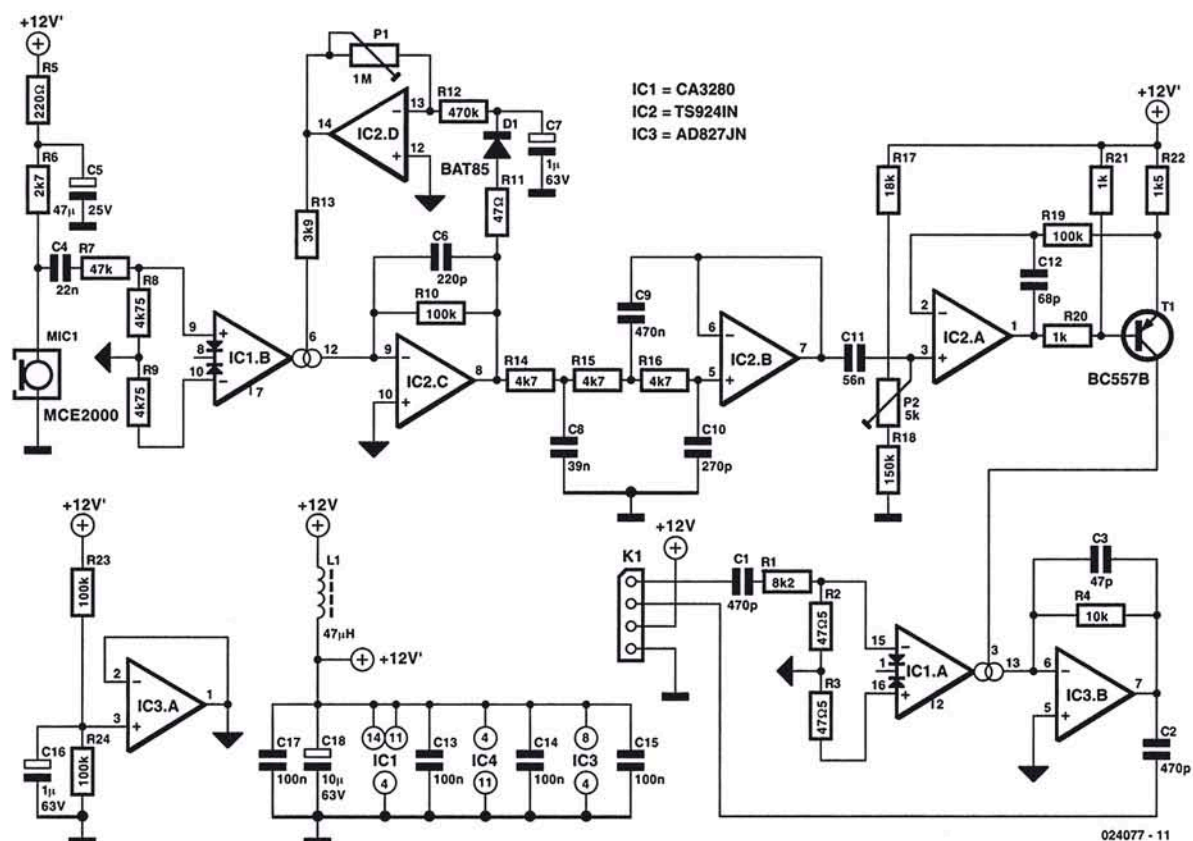 +12V'
R5
220Ω
R6
2k7
C5
47µ
25V
C4
22n
R7
47k
R8
4k75
R9
4k75
MIC1
MCE2000
9
+
8
10
−
IC1.B
7
6
12
P1
1M
14
IC2.D
−
13
+
12
R12
470k
D1
BAT85
C7
1µ
63V
R11
47Ω
R13
3k9
C6
220p
R10
100k
9
−
10
+
IC2.C
8
R14
4k7
R15
4k7
R16
4k7
C8
39n
C9
470n
C10
270p
6
−
5
+
IC2.B
7
C11
56n
IC1 = CA3280
IC2 = TS924IN
IC3 = AD827JN
+12V'
R17
18k
R21
1k
R22
1k5
R19
100k
C12
68p
R20
1k
2
−
3
+
IC2.A
1
P2
5k
R18
150k
T1
BC557B
+12V'
R23
100k
R24
100k
C16
1µ
63V
2
−
3
+
IC3.A
1
+12V
L1
47µH
+12V'
C17
100n
C18
10µ
63V
14
11
IC1
4
C13
100n
4
IC4
11
C14
100n
8
IC3
4
C15
100n
+12V
K1
C1
470p
R1
8k2
R2
47Ω5
R3
47Ω5
15
−
1
16
+
IC1.A
2
3
13
C3
47p
R4
10k
6
−
5
+
IC3.B
7
C2
470p
024077 - 11